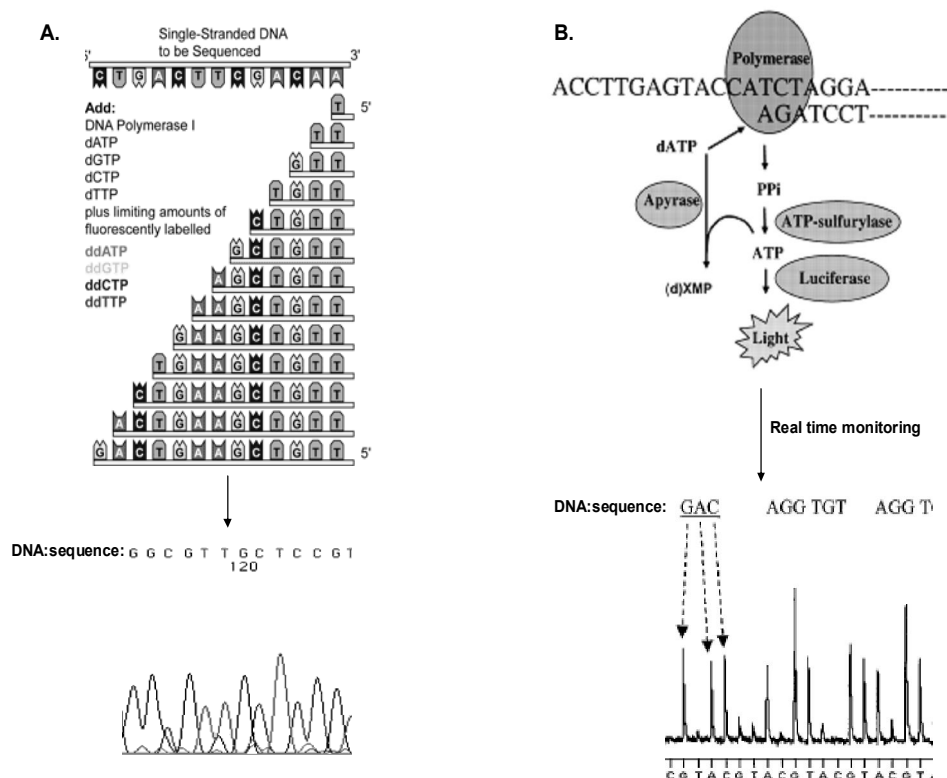 A.
Single-Stranded DNA
to be Sequenced
5' 3'
C T G A C T T C G A C A A
T 5'
Add:
DNA Polymerase I
dATP
dGTP
dCTP
dTTP
plus limiting amounts of
fluorescently labelled
ddATP
ddGTP
ddCTP
ddTTP
T T
G T T
T G T T
C T G T T
G C T G T T
A G C T G T T
A A G C T G T T
G A A G C T G T T
T G A A G C T G T T
C T G A A G C T G T T
A C T G A A G C T G T T
G A C T G A A G C T G T T 5'
DNA:sequence: G G C G T T G C T C C G T
120
B.
Polymerase
ACCTTGAGTACCATCTAGGA
AGATCCT
dATP
PPi
Apyrase
ATP-sulfurylase
ATP
(d)XMP
Luciferase
Light
Real time monitoring
DNA:sequence: GAC AGG TGT AGG T
C G T A C G T A C G T A C G T A C G T